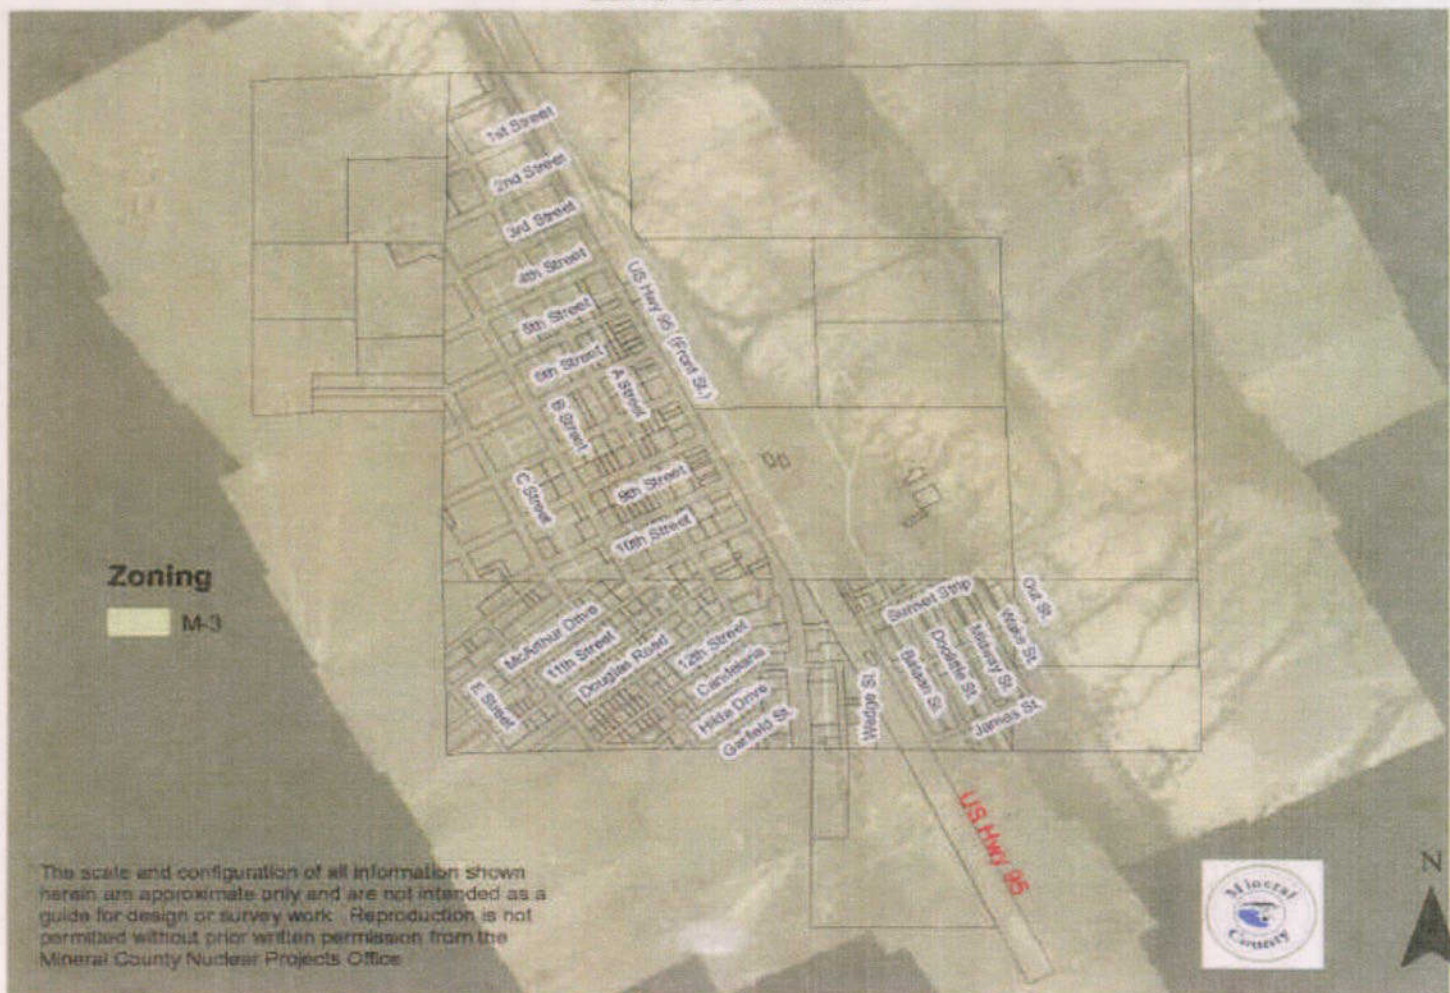 1st Street
2nd Street
3rd Street
4th Street
5th Street
6th Street
US Hwy 95 (Front St.)
A Street
B Street
C Street
9th Street
10th Street
Zoning
M-3
McArthur Drive
11th Street
Douglas Road
12th Street
Candelaria
Hilda Drive
Garfield St.
E Street
Wedge St.
Sunset Strip
Out St.
Wake St.
Midway St.
Doolittle St.
Bataan St.
James St.
US Hwy 95
The scale and configuration of all information shown
herein are approximate only and are not intended as a
guide for design or survey work. Reproduction is not
permitted without prior written permission from the
Mineral County Nuclear Projects Office
Mineral
County
N